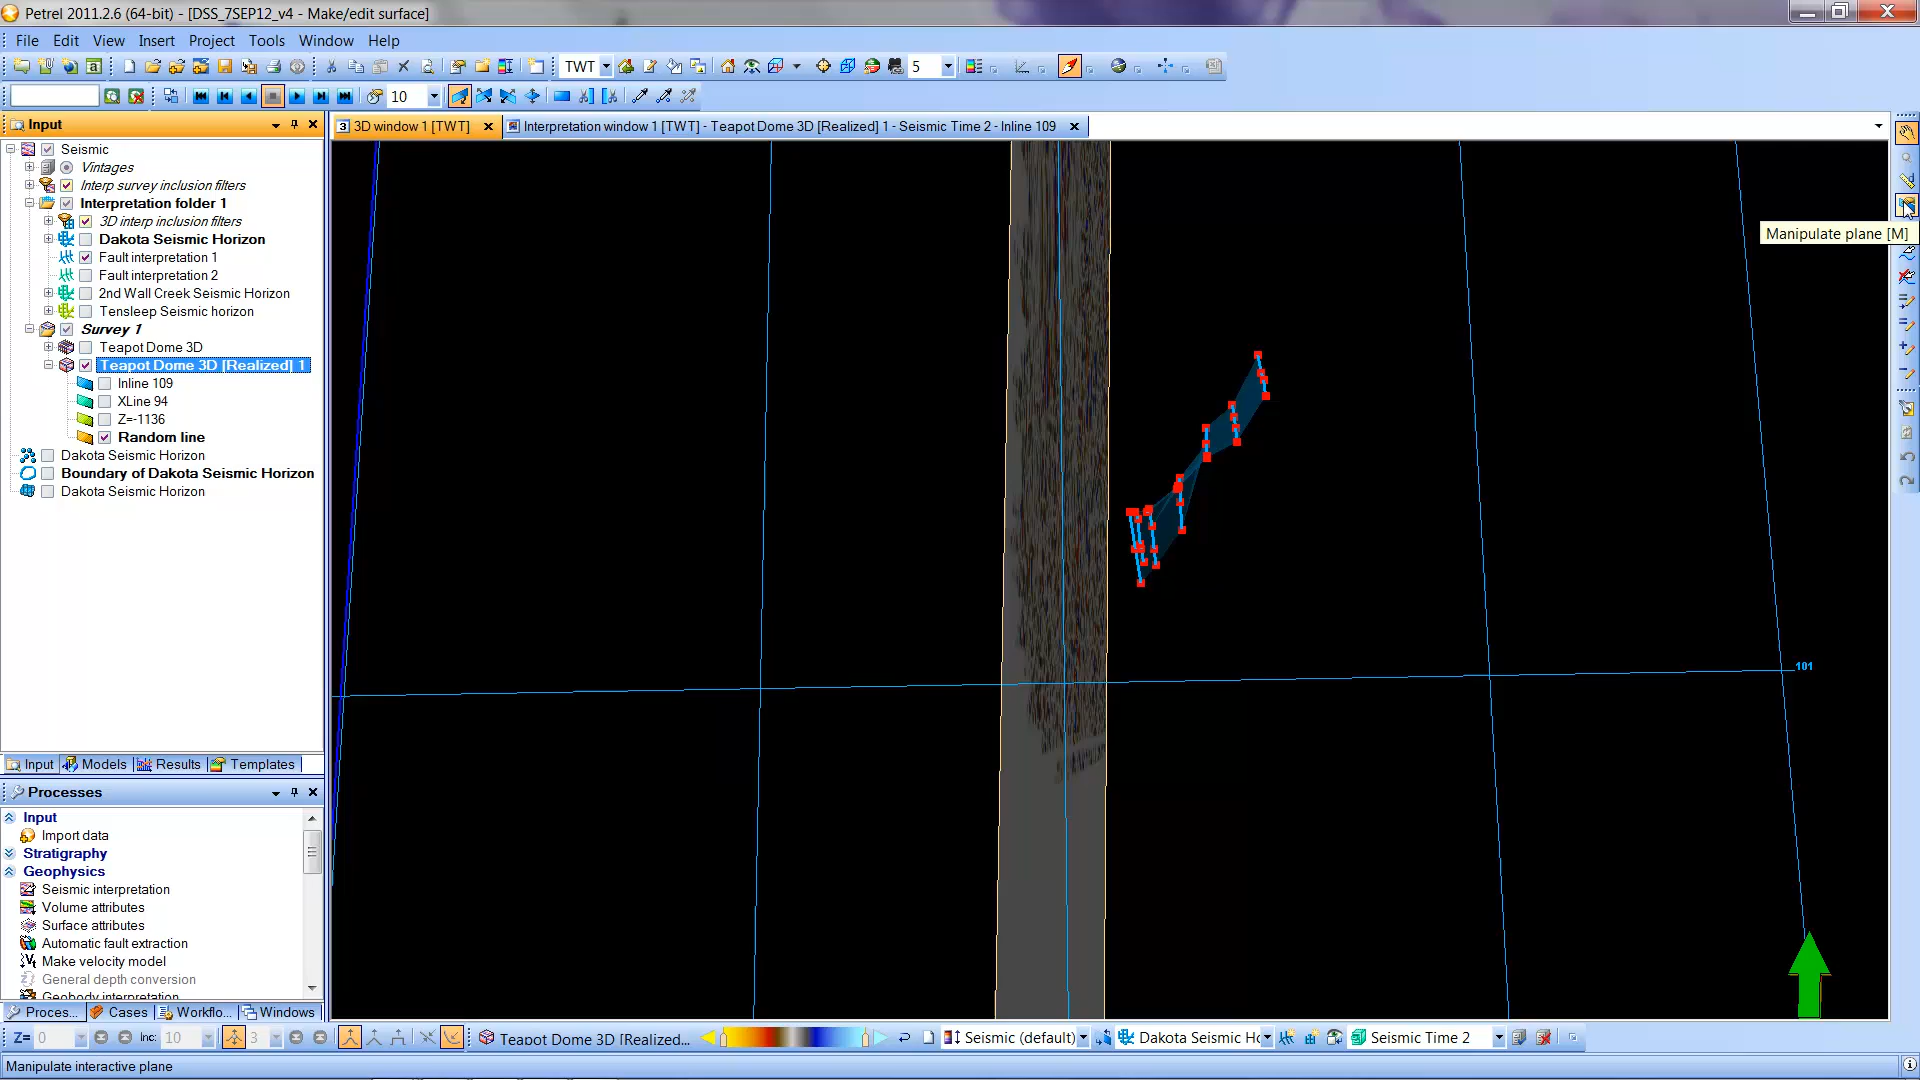 Petrel 2011.2.6 (64-bit) - [DSS_7SEP12_v4 - Make/edit surface]
File Edit View Insert Project Tools Window Help
TWT 5
10
Input
3D window 1 [TWT]
Interpretation window 1 [TWT] - Teapot Dome 3D [Realized] 1 - Seismic Time 2 - Inline 109
Seismic
Vintages
Interp survey inclusion filters
Interpretation folder 1
3D interp inclusion filters
Dakota Seismic Horizon
Fault interpretation 1
Fault interpretation 2
2nd Wall Creek Seismic Horizon
Tensleep Seismic horizon
Survey 1
Teapot Dome 3D
Teapot Dome 3D [Realized] 1
Inline 109
XLine 94
Z=-1136
Random line
Dakota Seismic Horizon
Boundary of Dakota Seismic Horizon
Dakota Seismic Horizon
Manipulate plane [M]
101
Input Models Results Templates
Processes
Input
Import data
Stratigraphy
Geophysics
Seismic interpretation
Volume attributes
Surface attributes
Automatic fault extraction
Make velocity model
General depth conversion
Geobody interpretation
Proces... Cases Workflo... Windows
Z= 0 Inc: 10 3 Teapot Dome 3D [Realized... Seismic (default) Dakota Seismic Hc Seismic Time 2
Manipulate interactive plane